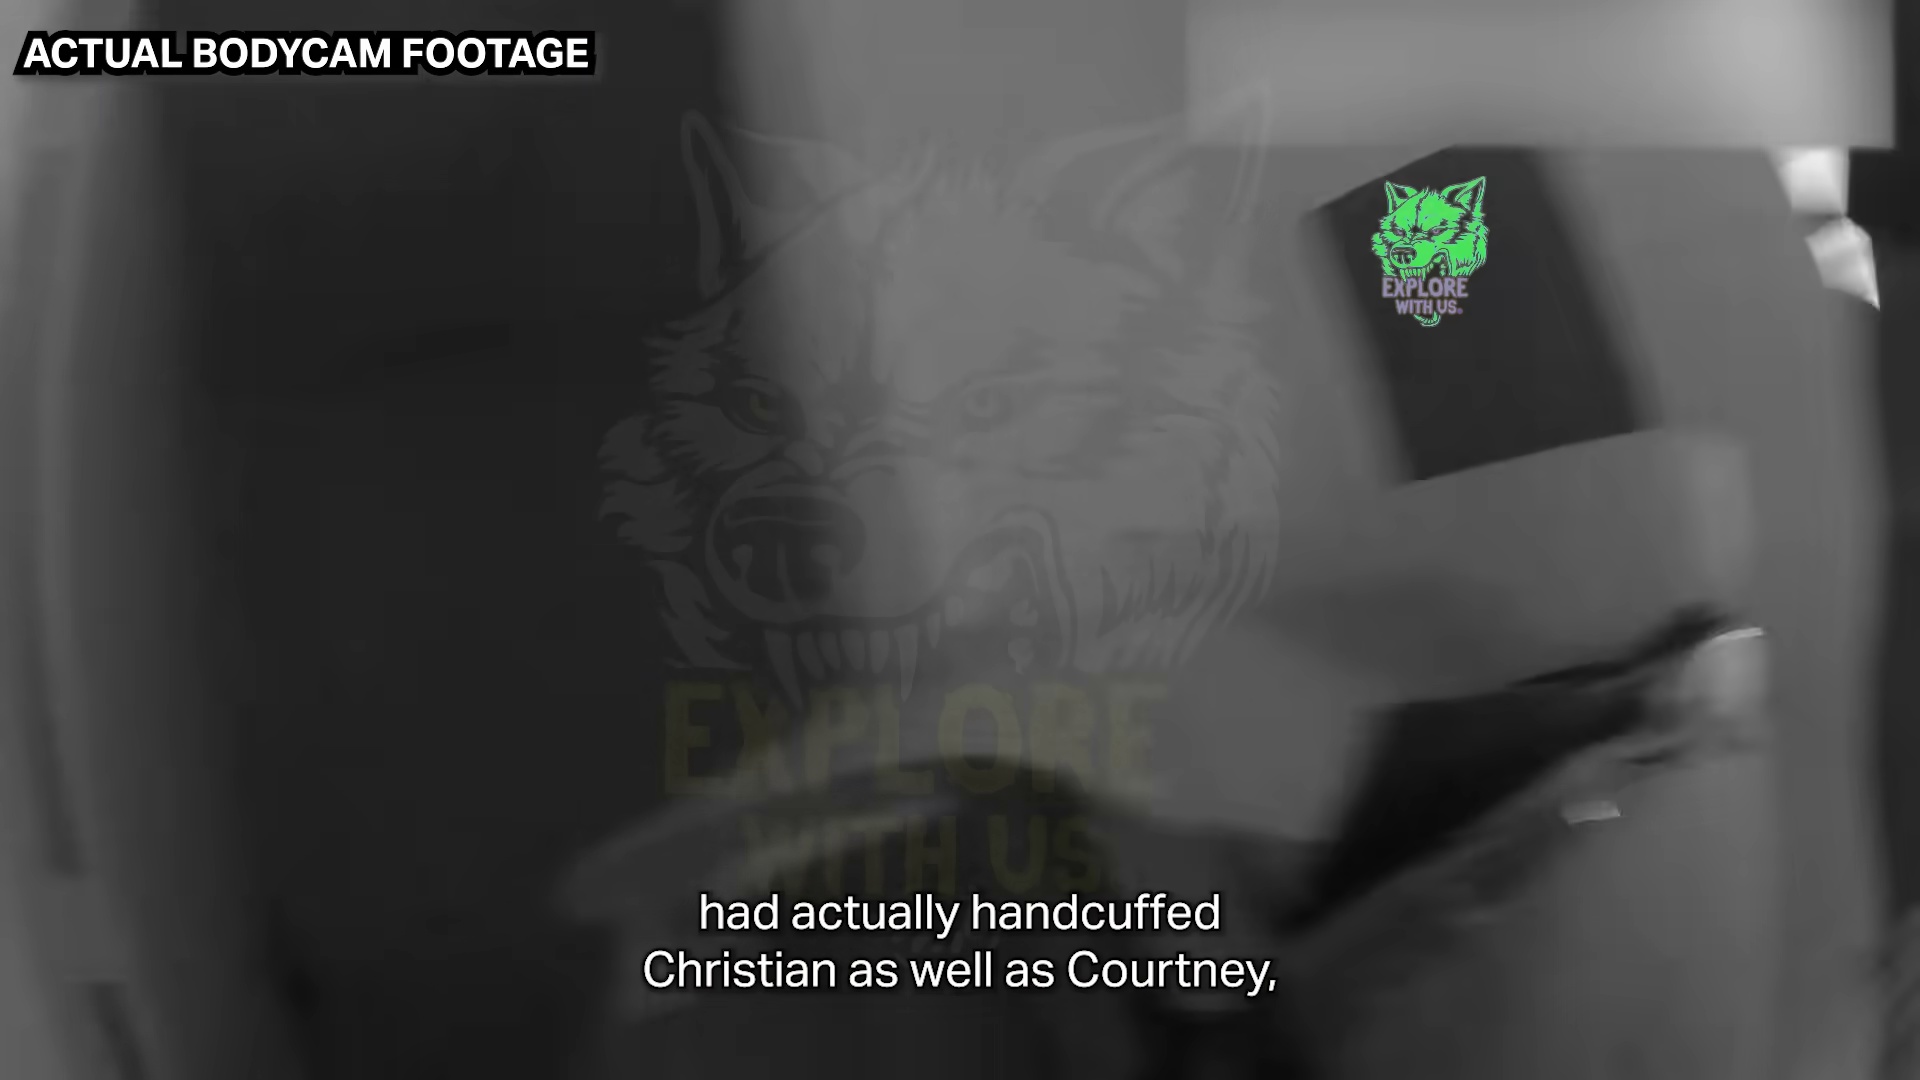 ACTUAL BODYCAM FOOTAGE
EXPLORE
WITH US.
EXPLORE
WITH US
had actually handcuffed
Christian as well as Courtney,